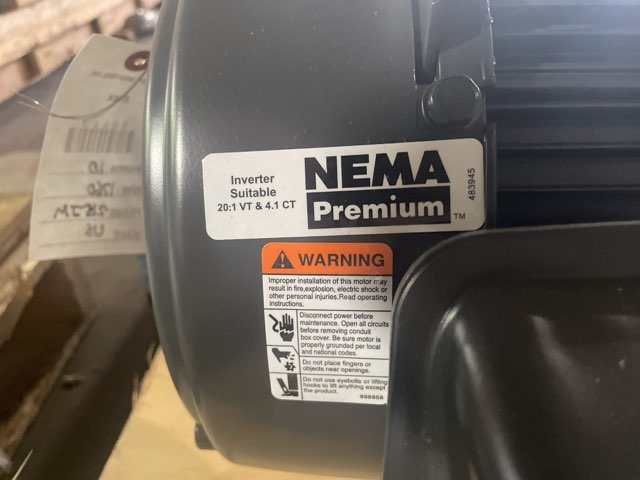 Inverter
Suitable
20:1 VT & 4.1 CT
NEMA
Premium
TM
483945
WARNING
Improper installation of this motor may
result in fire,explosion, electric shock or
other personal injuries.Read operating
instructions.
Disconnect power before
maintenance. Open all circuits
before removing conduit
box cover. Be sure motor is
properly grounded per local
and national codes.
Do not place fingers or
objects near openings.
Do not use eyebolts or lifting
hooks to lift anything except
the product.
898958
10
1760